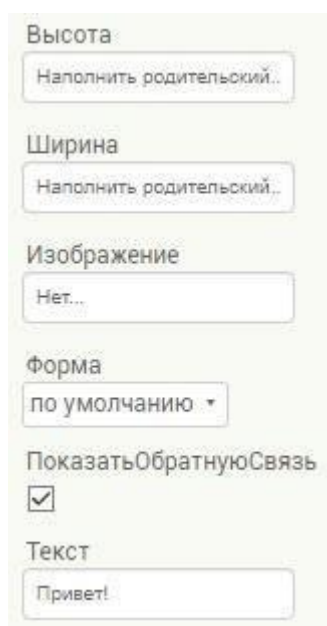 Высота
Наполнить родительский..
Ширина
Наполнить родительский..
Изображение
Нет...
Форма
по умолчанию
ПоказатьОбратнуюСвязь
Текст
Привет!